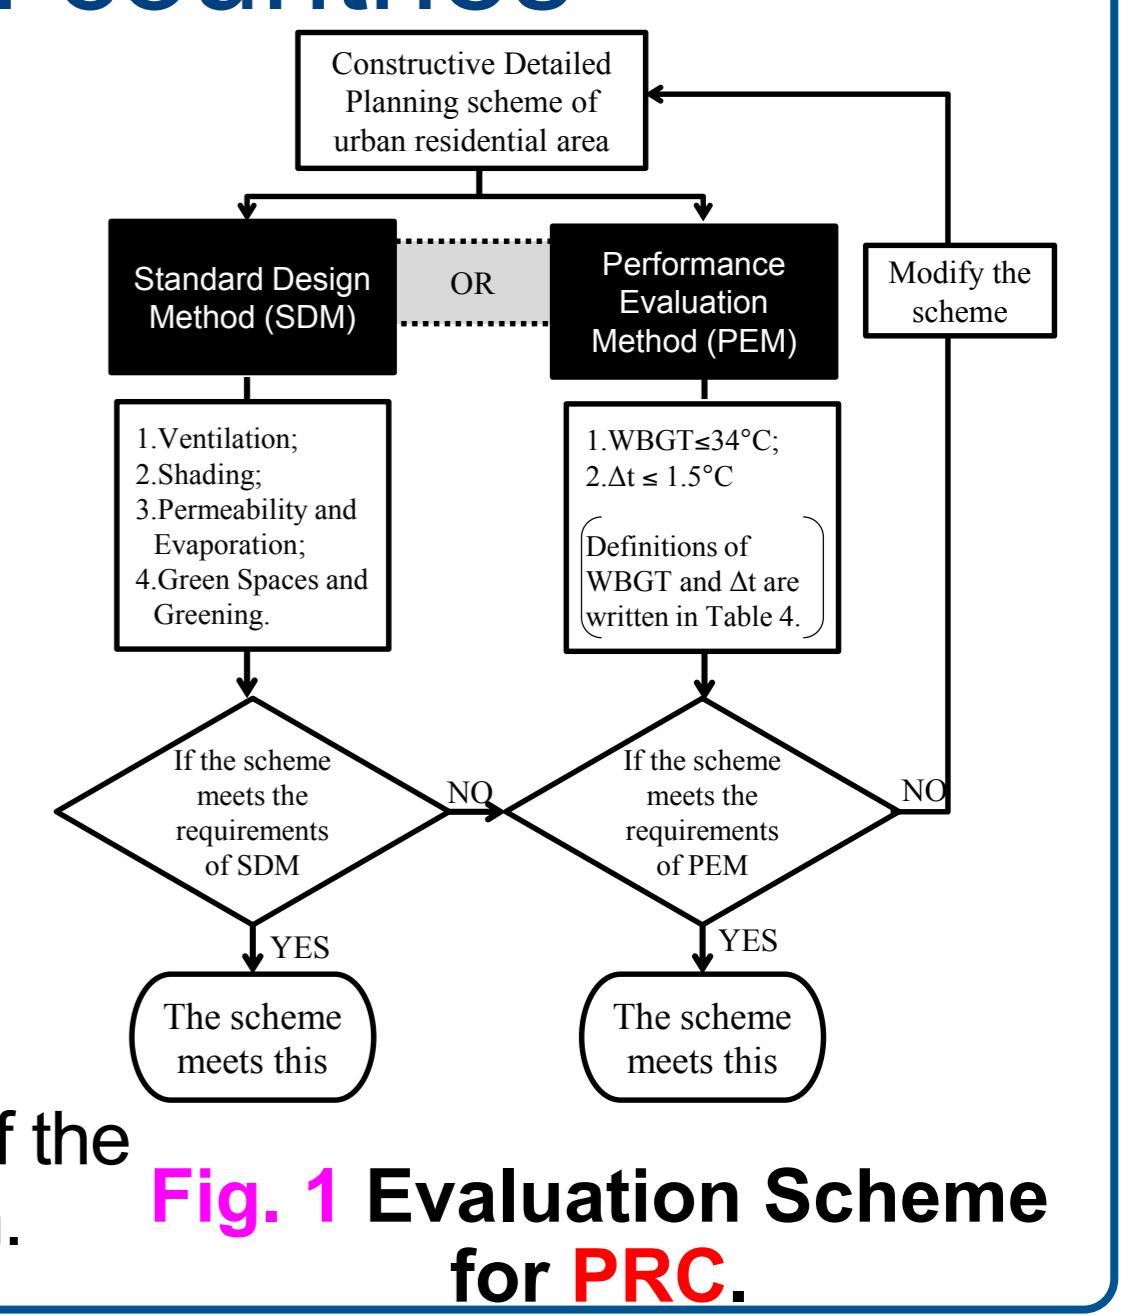 countries
Constructive Detailed
Planning scheme of
urban residential area
Standard Design
Method (SDM)
OR
Performance
Evaluation
Method (PEM)
Modify the
scheme
1.Ventilation;
2.Shading;
3.Permeability and
Evaporation;
4.Green Spaces and
Greening.
1.WBGT≤34°C;
2.Δt ≤ 1.5°C
Definitions of
WBGT and Δt are
written in Table 4.
If the scheme
meets the
requirements
of SDM
NO
If the scheme
meets the
requirements
of PEM
NO
YES
YES
The scheme
meets this
The scheme
meets this
the
Fig. 1 Evaluation Scheme
for PRC.